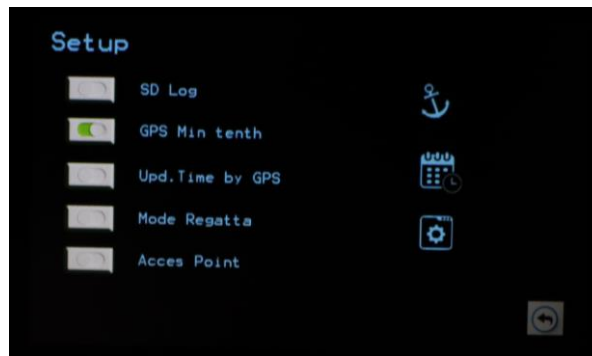 Setup
SD Log
GPS Min tenth
Upd.Time by GPS
Mode Regatta
Acces Point